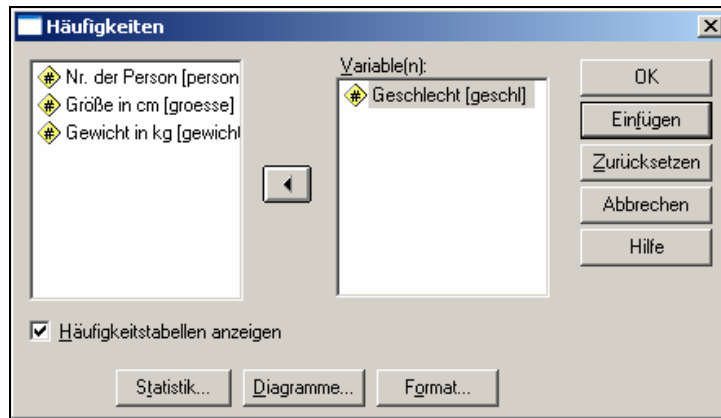 Häufigkeiten
Nr. der Person [person
Größe in cm [groesse]
Gewicht in kg [gewicht
Variable(n):
Geschlecht [geschl]
OK
Einfügen
Zurücksetzen
Abbrechen
Hilfe
Häufigkeitstabellen anzeigen
Statistik...
Diagramme...
Format...